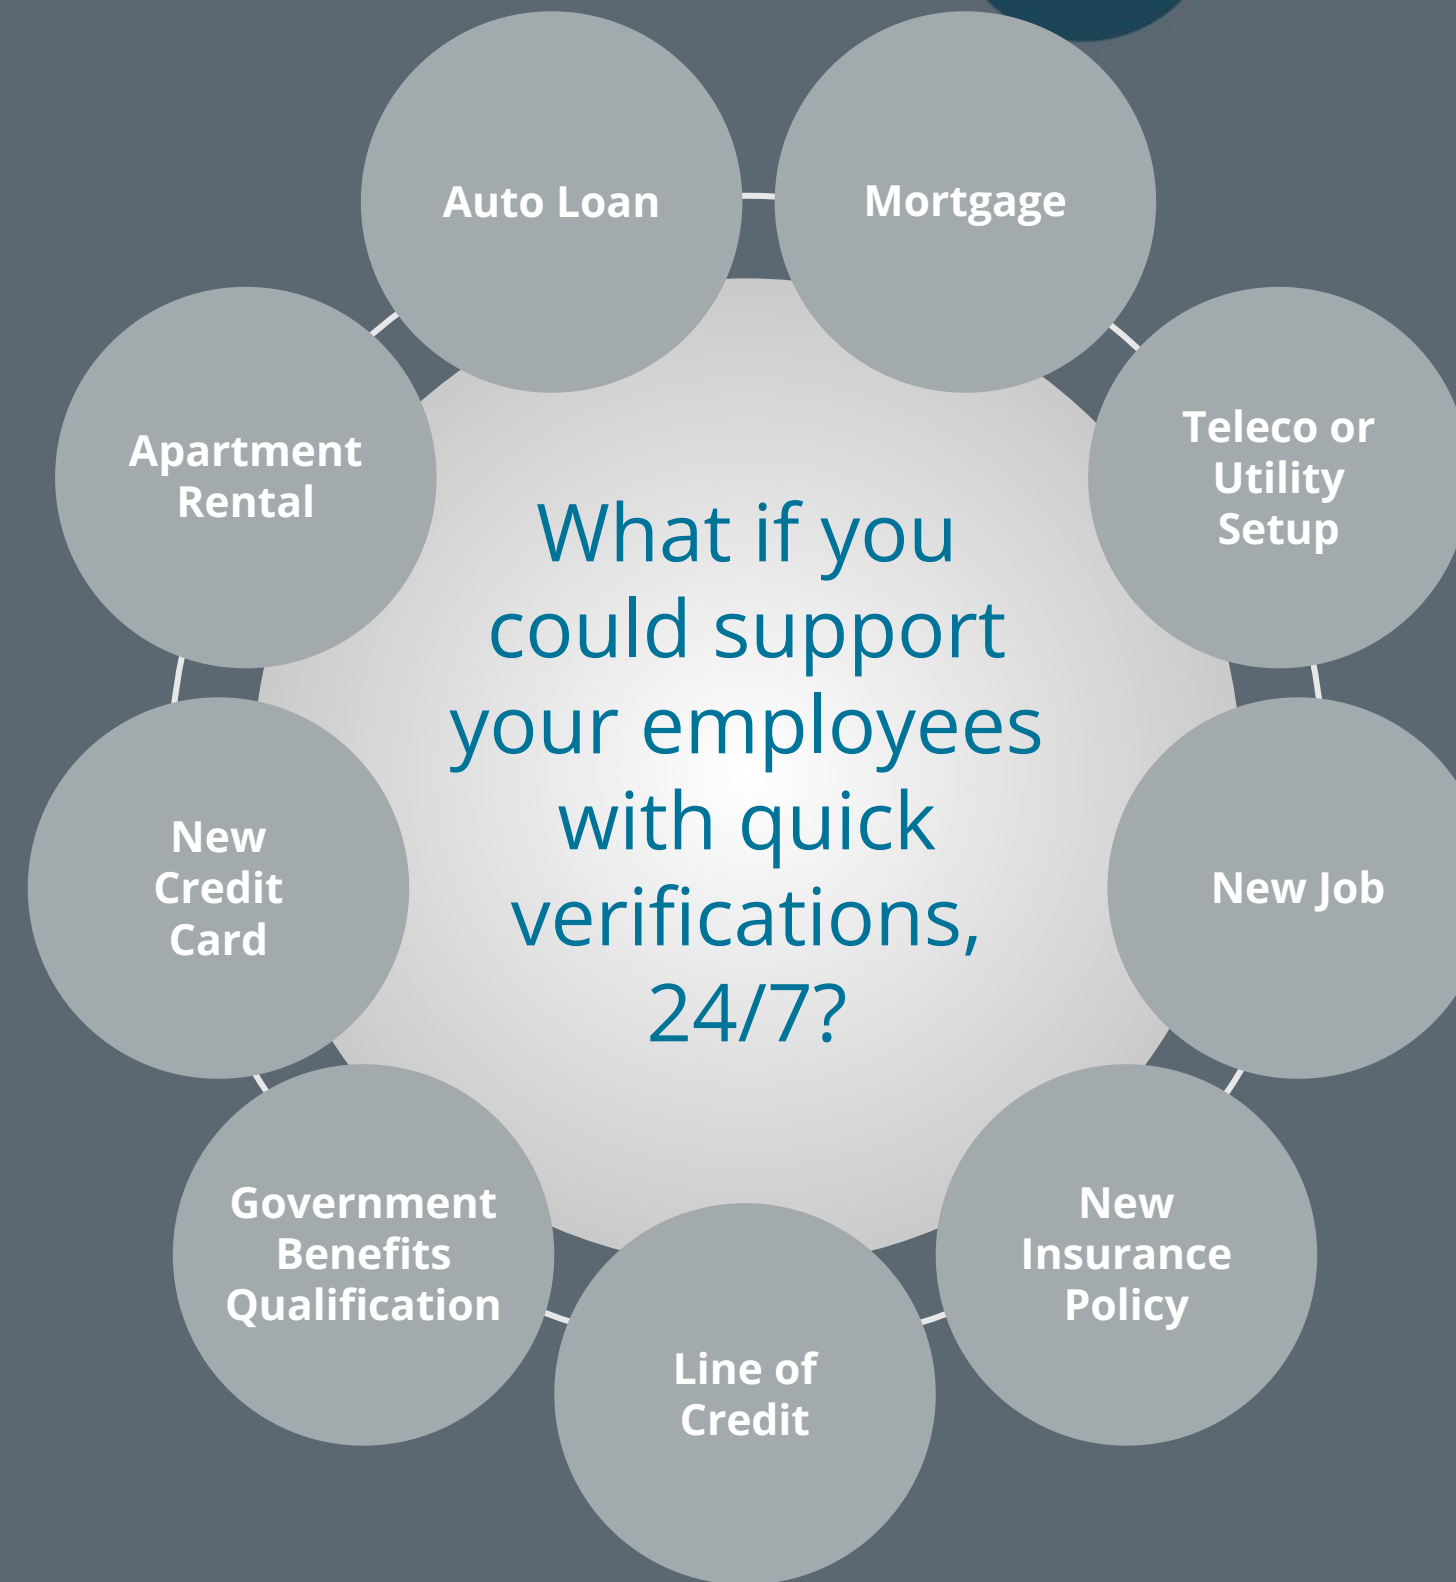 Auto Loan
Mortgage
Teleco or
Utility
Setup
New Job
New
Insurance
Policy
Line of
Credit
Government
Benefits
Qualification
New
Credit
Card
Apartment
Rental
What if you
could support
your employees
with quick
verifications,
24/7?